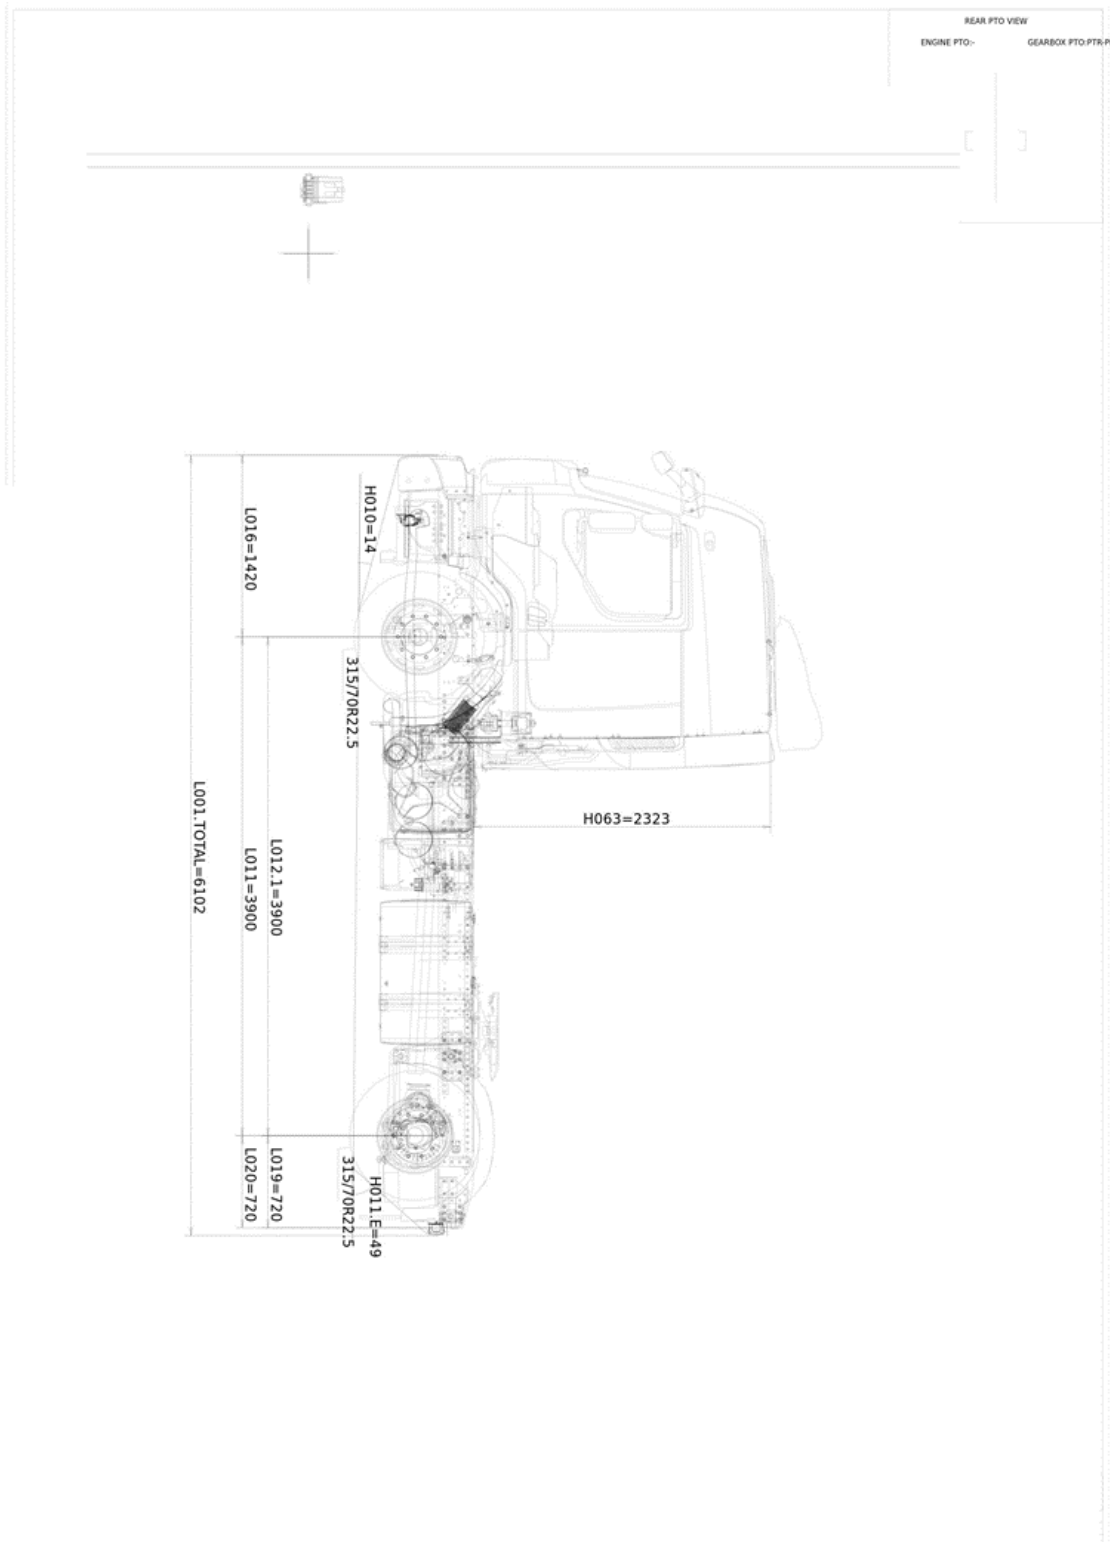 REAR PTO VIEW
ENGINE PTO:-
GEARBOX PTO:PTR-P
H010=14
L016=1420
315/70R22.5
H063=2323
L001.TOTAL=6102
L011=3900
L012.1=3900
L020=720
L019=720
315/70R22.5
H011.E=49